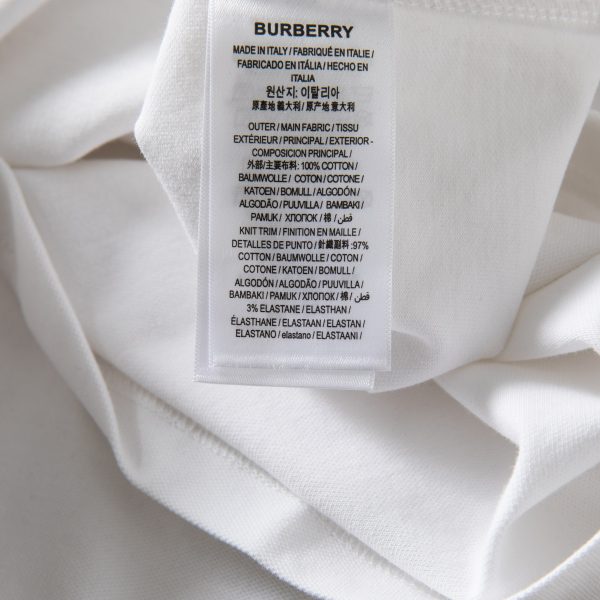 BURBERRY
MADE IN ITALY / FABRIQUÉ EN ITALIE /
FABRICADO EN ITÁLIA / HECHO EN
ITALIA
원산지: 이탈리아
原產地義大利 / 原产地意大利
OUTER / MAIN FABRIC / TISSU
EXTÉRIEUR / PRINCIPAL / EXTERIOR -
COMPOSICION PRINCIPAL /
外部/主要布料: 100% COTTON /
BAUMWOLLE / COTON / COTONE /
KATOEN / BOMULL / ALGODÓN /
ALGODÃO / PUUVILLA / BAMBAKI /
PAMUK / ХЛОПОК / 棉 / قطن
KNIT TRIM / FINITION EN MAILLE /
DETALLES DE PUNTO / 針織副料: 97%
COTTON / BAUMWOLLE / COTON /
COTONE / KATOEN / BOMULL /
ALGODÓN / ALGODÃO / PUUVILLA /
BAMBAKI / PAMUK / ХЛОПОК / 棉 / قطن
3% ELASTANE / ELASTHAN /
ÉLASTHANE / ELASTAAN / ELASTAN /
ELASTANO / elastano / ELASTAANI /